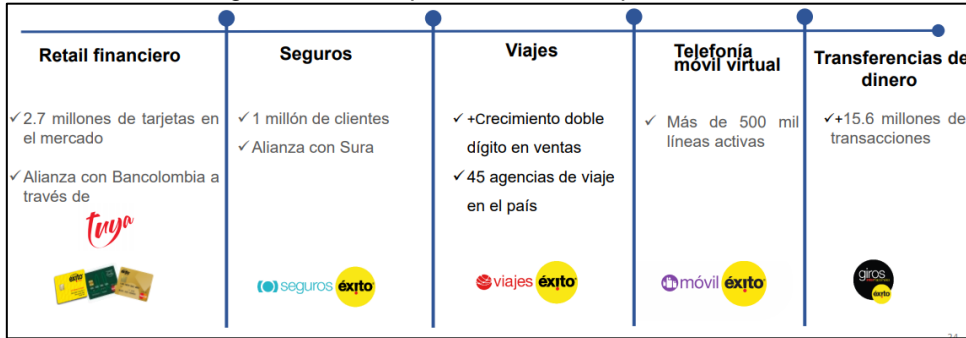 Retail financiero
✓2.7 millones de tarjetas en
el mercado
✓Alianza con Bancolombia a
través de
tuya
éxito
Seguros
✓1 millón de clientes
✓Alianza con Sura
seguros éxito
Viajes
✓+Crecimiento doble
dígito en ventas
✓45 agencias de viaje
en el país
viajes éxito
Telefonía
móvil virtual
✓ Más de 500 mil
líneas activas
móvil éxito
Transferencias de
dinero
✓+15.6 millones de
transacciones
giros
éxito